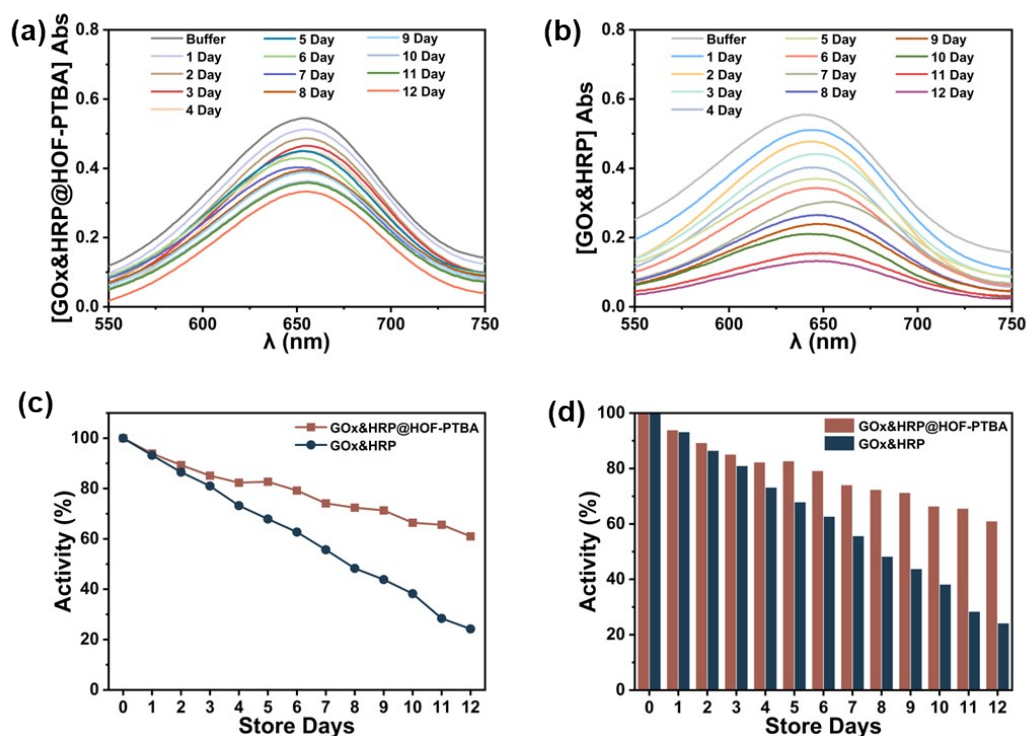 (a)
[GOx&HRP@HOF-PTBA] Abs
0.8
0.6
0.4
0.2
0.0
Buffer
1 Day
2 Day
3 Day
4 Day
5 Day
6 Day
7 Day
8 Day
9 Day
10 Day
11 Day
12 Day
550 600 650 700 750
λ (nm)
(b)
[GOx&HRP] Abs
0.8
0.6
0.4
0.2
0.0
Buffer
1 Day
2 Day
3 Day
4 Day
5 Day
6 Day
7 Day
8 Day
9 Day
10 Day
11 Day
12 Day
550 600 650 700 750
λ (nm)
(c)
Activity (%)
100
80
60
40
20
0
GOx&HRP@HOF-PTBA
GOx&HRP
0 1 2 3 4 5 6 7 8 9 10 11 12
Store Days
(d)
Activity (%)
100
80
60
40
20
0
GOx&HRP@HOF-PTBA
GOx&HRP
0 1 2 3 4 5 6 7 8 9 10 11 12
Store Days